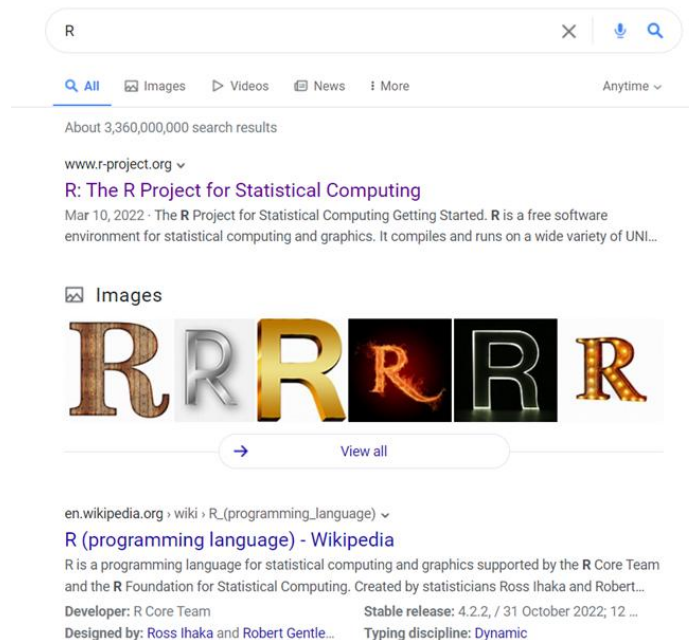 R
All Images Videos News More Anytime
About 3,360,000,000 search results
www.r-project.org
R: The R Project for Statistical Computing
Mar 10, 2022 · The R Project for Statistical Computing Getting Started. R is a free software
environment for statistical computing and graphics. It compiles and runs on a wide variety of UNI...
Images
R R R R R R
View all
en.wikipedia.org › wiki › R_(programming_language)
R (programming language) - Wikipedia
R is a programming language for statistical computing and graphics supported by the R Core Team
and the R Foundation for Statistical Computing. Created by statisticians Ross Ihaka and Robert...
Developer: R Core Team Stable release: 4.2.2, / 31 October 2022; 12 ...
Designed by: Ross Ihaka and Robert Gentle... Typing discipline: Dynamic